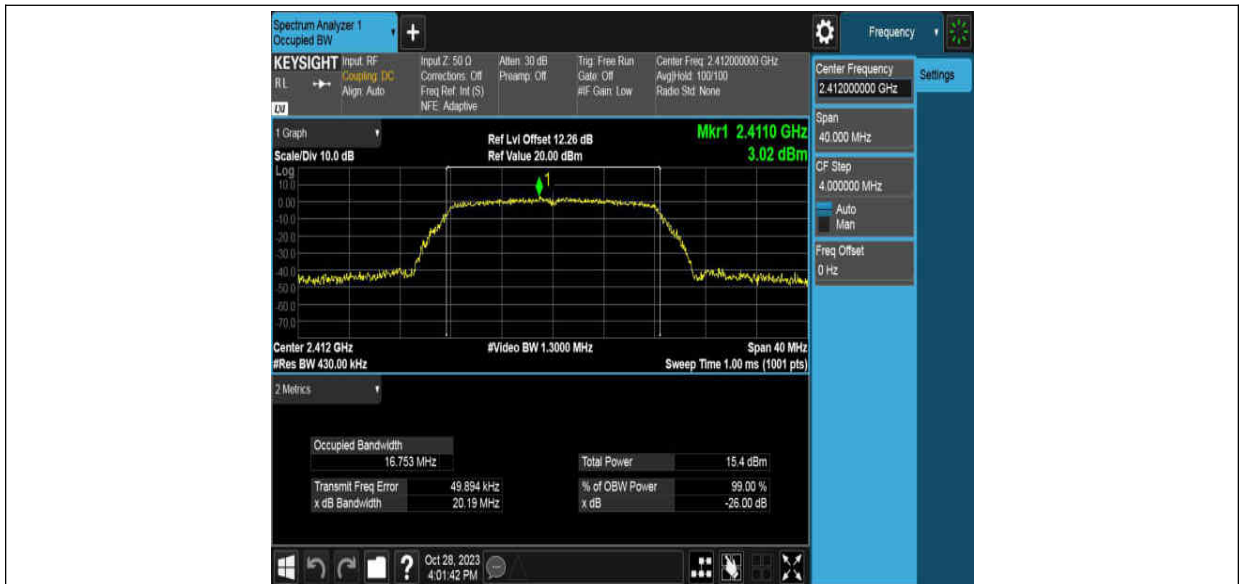 Spectrum Analyzer 1
Occupied BW
+
Frequency
KEYSIGHT
RL
LXI
Input: RF
Coupling: DC
Align: Auto
Input Z: 50 Ω
Corrections: Off
Freq Ref: Int (S)
NFE: Adaptive
Atten: 30 dB
Preamp: Off
Trig: Free Run
Gate: Off
#IF Gain: Low
Center Freq: 2.412000000 GHz
Avg|Hold: 100/100
Radio Std: None
Center Frequency
2.412000000 GHz
Settings
Span
40.000 MHz
CF Step
4.000000 MHz
Auto
Man
Freq Offset
0 Hz
1 Graph
Scale/Div 10.0 dB
Ref Lvl Offset 12.26 dB
Ref Value 20.00 dBm
Mkr1 2.4110 GHz
3.02 dBm
Log
10.0
0.00
-10.0
-20.0
-30.0
-40.0
-50.0
-60.0
-70.0
1
Center 2.412 GHz
#Res BW 430.00 kHz
#Video BW 1.3000 MHz
Span 40 MHz
Sweep Time 1.00 ms (1001 pts)
2 Metrics
Occupied Bandwidth
16.753 MHz
Total Power 15.4 dBm
Transmit Freq Error 49.894 kHz
% of OBW Power 99.00 %
x dB Bandwidth 20.19 MHz
x dB -26.00 dB
?
Oct 28, 2023
4:01:42 PM